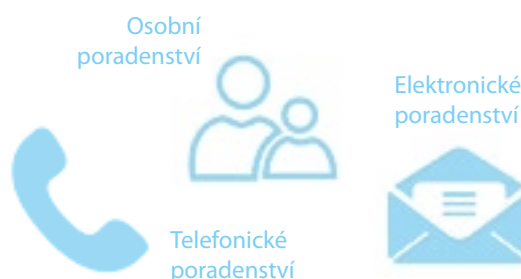 Osobní
poradenství
Elektronické
poradenství
Telefonické
poradenství